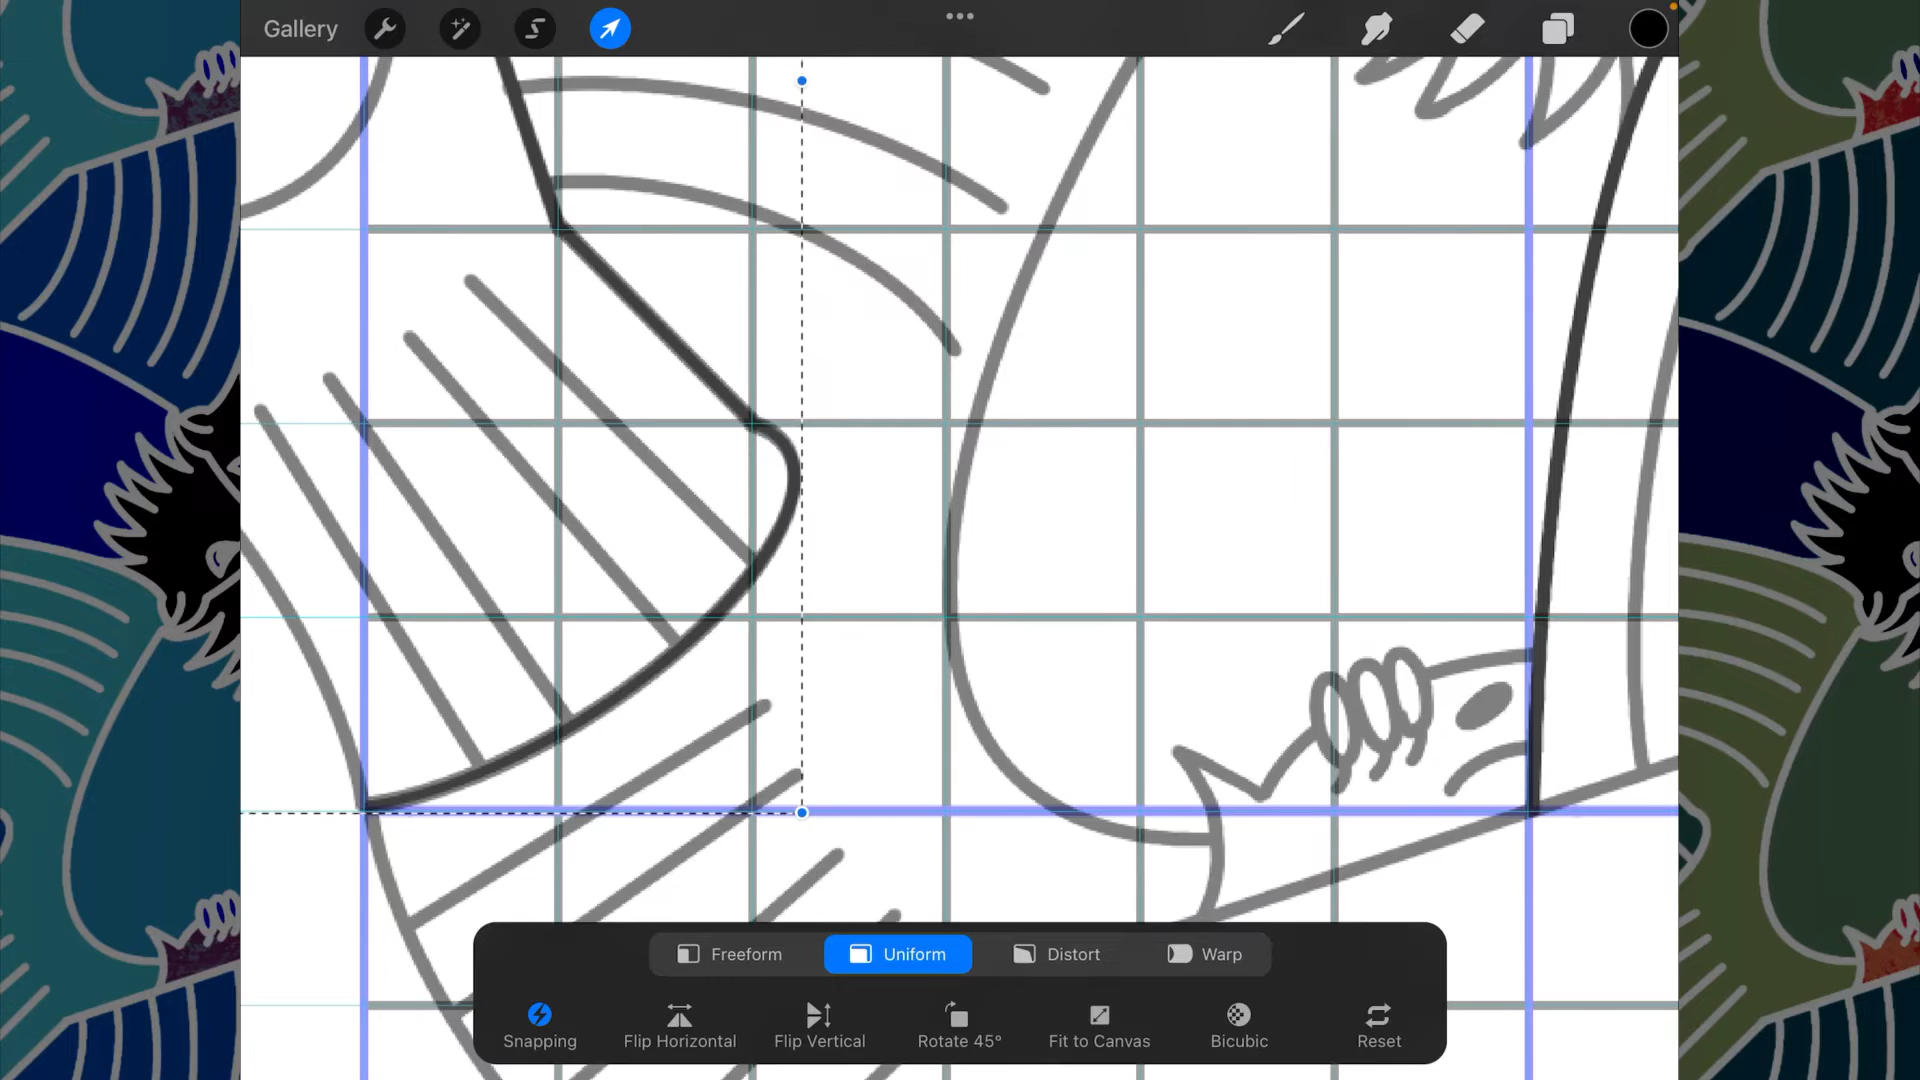 Gallery
Freeform Uniform Distort Warp
Snapping Flip Horizontal Flip Vertical Rotate 45° Fit to Canvas Bicubic Reset